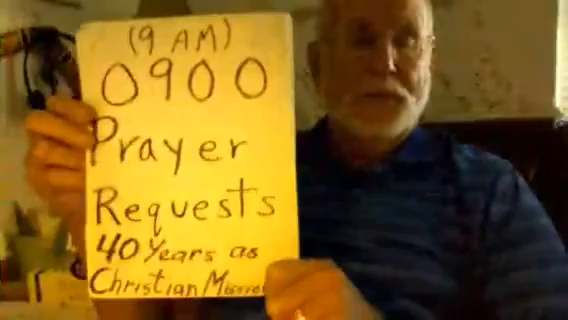 (9 AM)
0900
Prayer
Requests
40 Years as
Christian